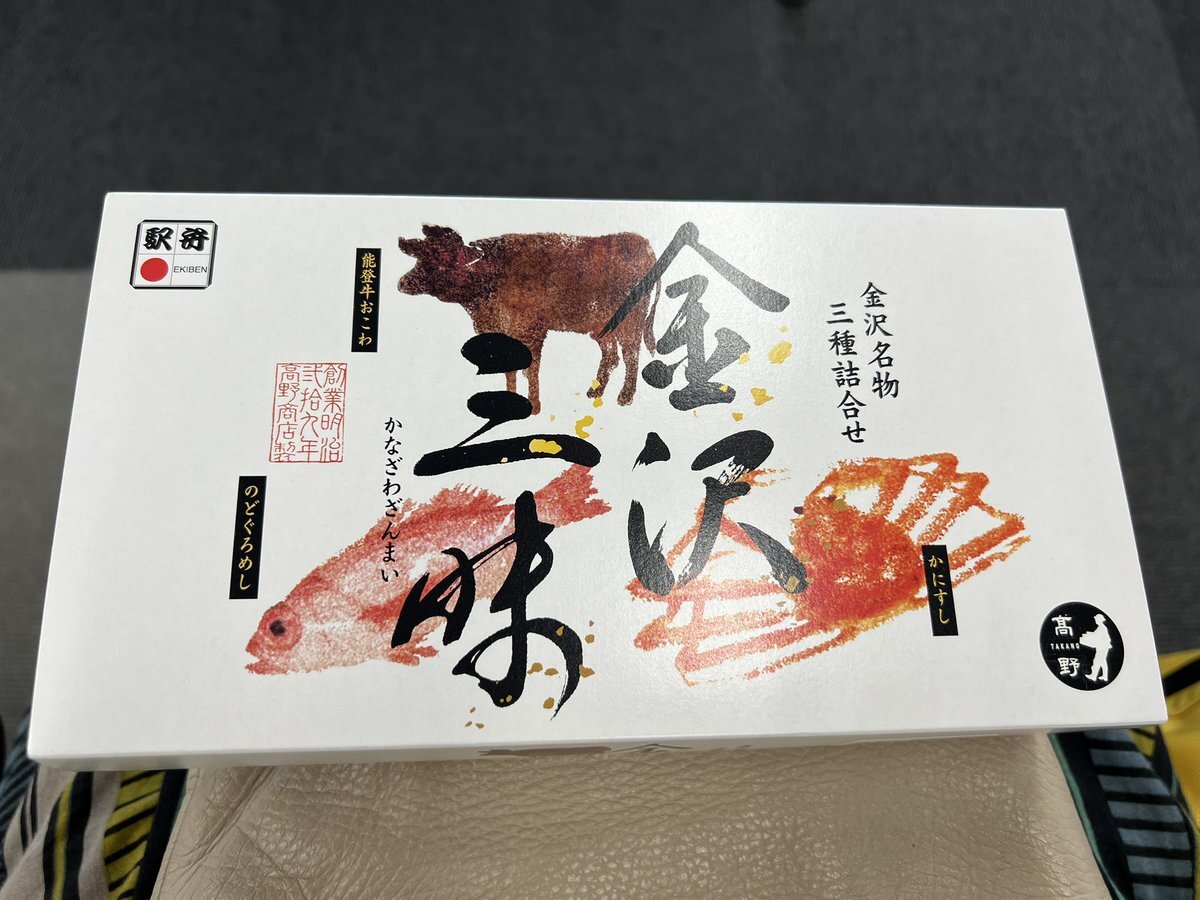 駅弁
EKIBEN
金沢名物
三種詰合せ
金沢
三味
かなざわざんまい
能登牛おこわ
創業明治
弐拾九年
高野商店製
のどぐろめし
かにすし
髙野
TAKANO